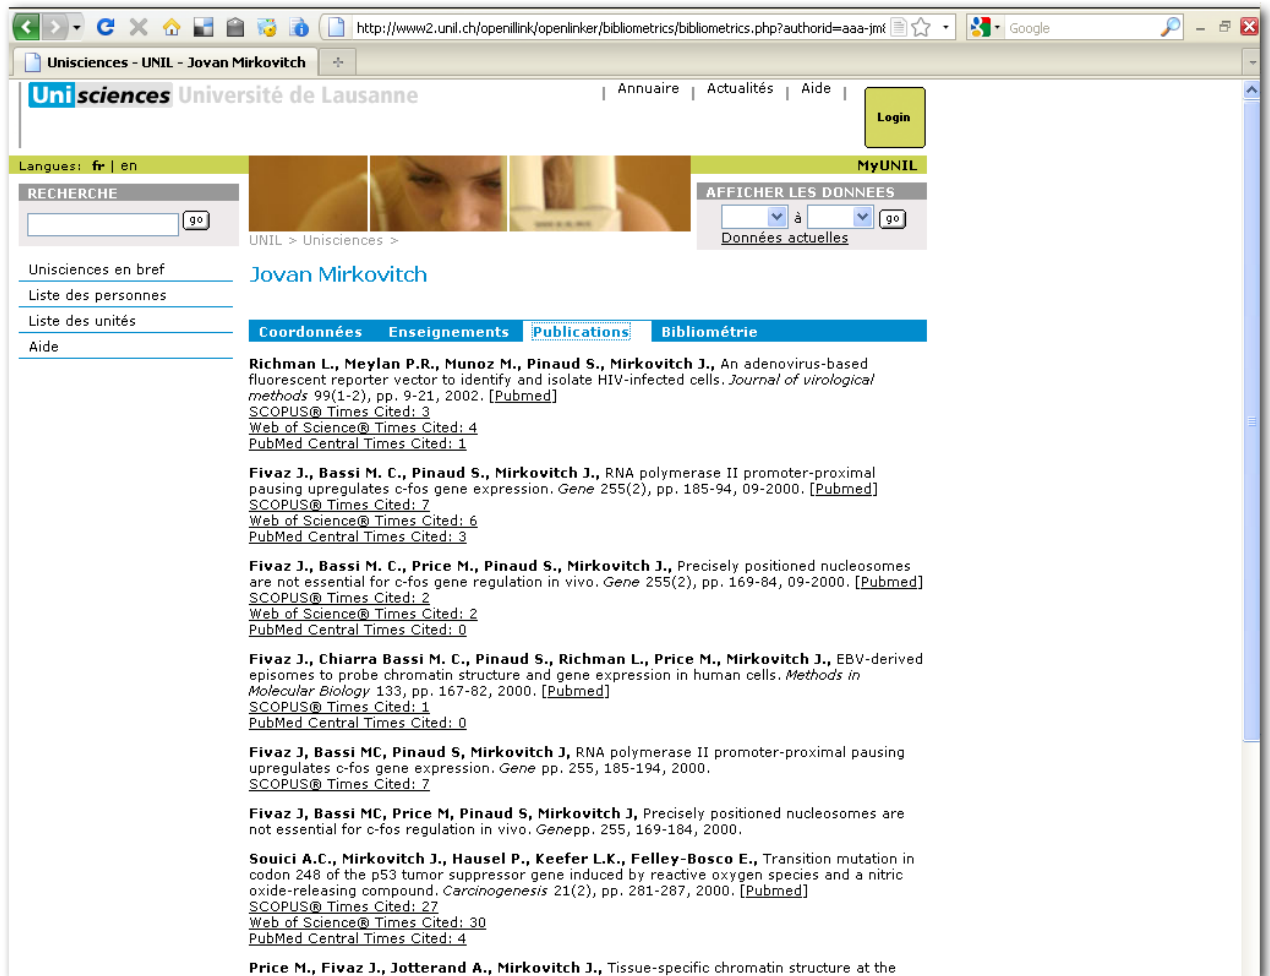 http://www2.unil.ch/openillink/openlinker/bibliometrics/bibliometrics.php?authorid=aaa-jm
Google
Unisciences - UNIL - Jovan Mirkovitch
Uni sciences Université de Lausanne
| Annuaire | Actualités | Aide |
Login
Langues: fr | en
MyUNIL
RECHERCHE
go
AFFICHER LES DONNEES
à
go
Données actuelles
UNIL > Unisciences >
Unisciences en bref
Liste des personnes
Liste des unités
Aide
Jovan Mirkovitch
Coordonnées Enseignements Publications Bibliométrie
Richman L., Meylan P.R., Munoz M., Pinaud S., Mirkovitch J., An adenovirus-based
fluorescent reporter vector to identify and isolate HIV-infected cells. Journal of virological
methods 99(1-2), pp. 9-21, 2002. [Pubmed]
SCOPUS® Times Cited: 3
Web of Science® Times Cited: 4
PubMed Central Times Cited: 1
Fivaz J., Bassi M. C., Pinaud S., Mirkovitch J., RNA polymerase II promoter-proximal
pausing upregulates c-fos gene expression. Gene 255(2), pp. 185-94, 09-2000. [Pubmed]
SCOPUS® Times Cited: 7
Web of Science® Times Cited: 6
PubMed Central Times Cited: 3
Fivaz J., Bassi M. C., Price M., Pinaud S., Mirkovitch J., Precisely positioned nucleosomes
are not essential for c-fos gene regulation in vivo. Gene 255(2), pp. 169-84, 09-2000. [Pubmed]
SCOPUS® Times Cited: 2
Web of Science® Times Cited: 2
PubMed Central Times Cited: 0
Fivaz J., Chiarra Bassi M. C., Pinaud S., Richman L., Price M., Mirkovitch J., EBV-derived
episomes to probe chromatin structure and gene expression in human cells. Methods in
Molecular Biology 133, pp. 167-82, 2000. [Pubmed]
SCOPUS® Times Cited: 1
PubMed Central Times Cited: 0
Fivaz J, Bassi MC, Pinaud S, Mirkovitch J, RNA polymerase II promoter-proximal pausing
upregulates c-fos gene expression. Gene pp. 255, 185-194, 2000.
SCOPUS® Times Cited: 7
Fivaz J, Bassi MC, Price M, Pinaud S, Mirkovitch J, Precisely positioned nucleosomes are
not essential for c-fos regulation in vivo. Genepp. 255, 169-184, 2000.
Souici A.C., Mirkovitch J., Hausel P., Keefer L.K., Felley-Bosco E., Transition mutation in
codon 248 of the p53 tumor suppressor gene induced by reactive oxygen species and a nitric
oxide-releasing compound. Carcinogenesis 21(2), pp. 281-287, 2000. [Pubmed]
SCOPUS® Times Cited: 27
Web of Science® Times Cited: 30
PubMed Central Times Cited: 4
Price M., Fivaz J., Jotterand A., Mirkovitch J., Tissue-specific chromatin structure at the